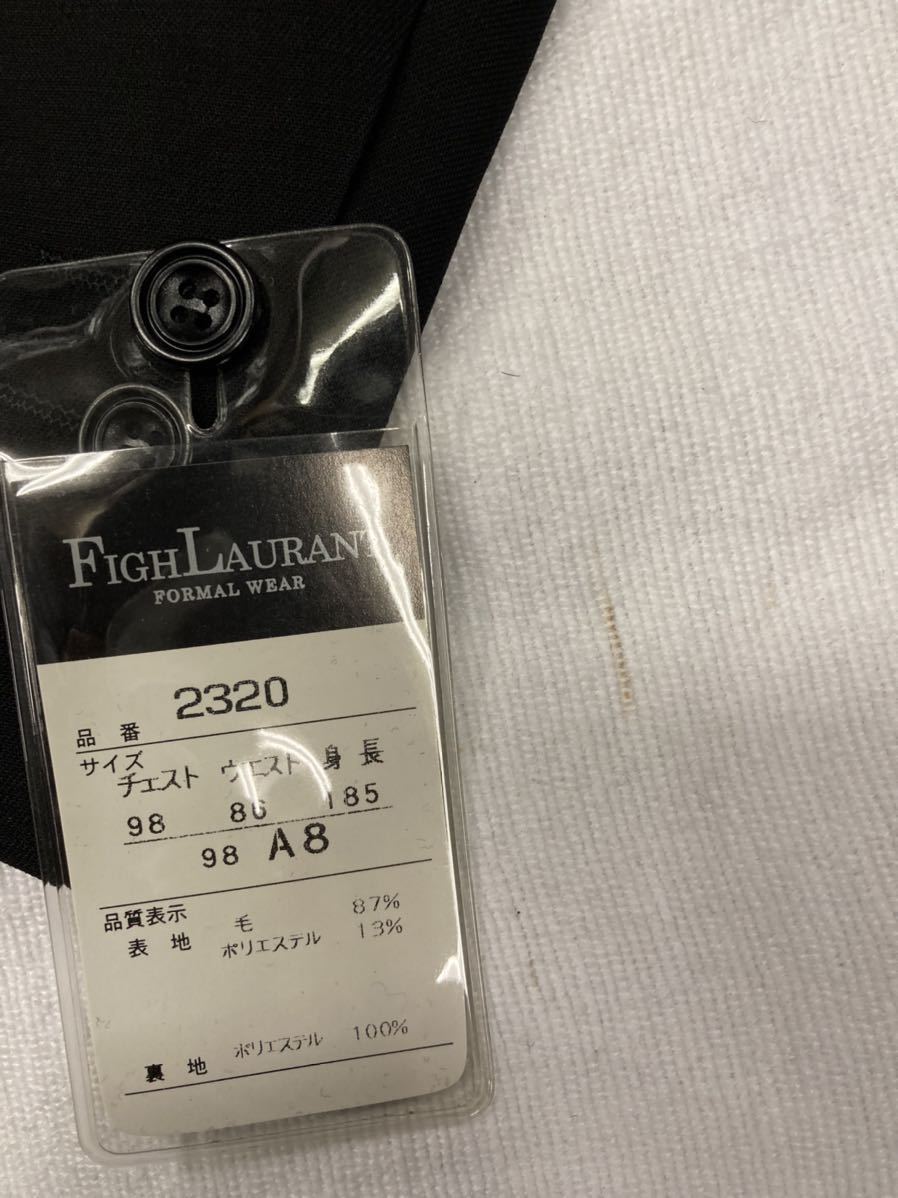 FIGHLAURANT
FORMAL WEAR
品番 2320
サイズ
チェスト ウエスト 身長
98 86 185
98 A8
品質表示
表地 毛 87%
ポリエステル 13%
裏地 ポリエステル 100%